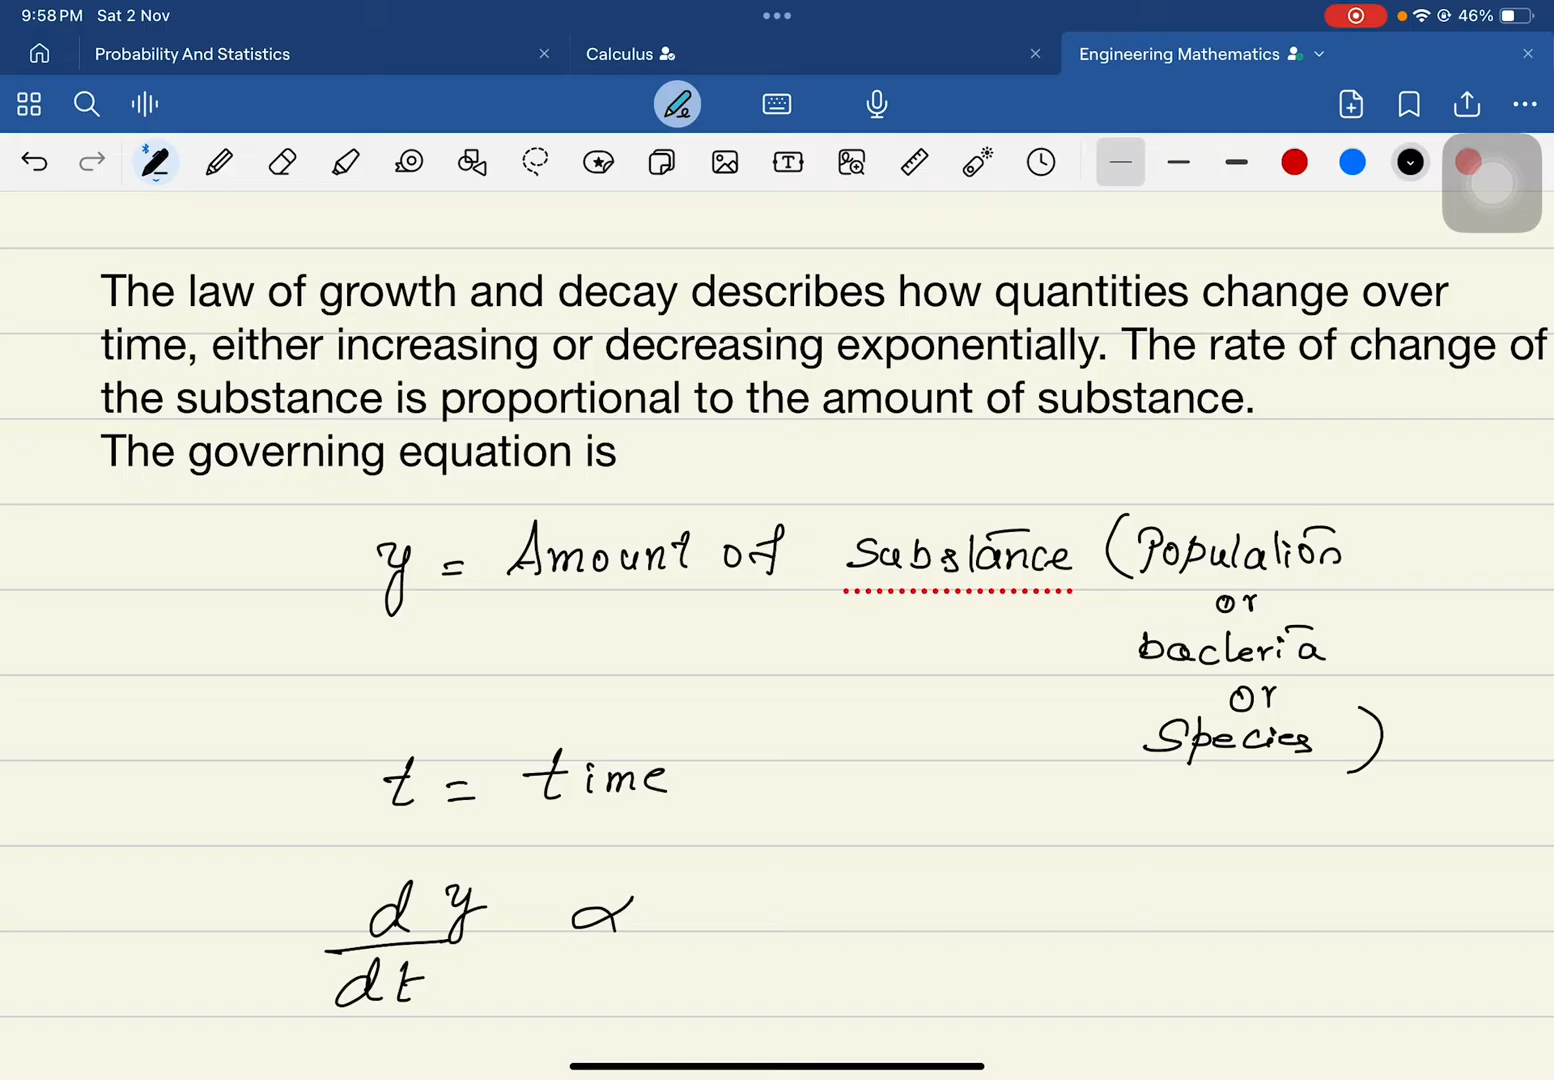 9:58 PM Sat 2 Nov
46%
Probability And Statistics
Calculus
Engineering Mathematics
The law of growth and decay describes how quantities change over
time, either increasing or decreasing exponentially. The rate of change of
the substance is proportional to the amount of substance.
The governing equation is
y = Amount of substance (Population
or
bacteria
or
Species )
t = time
dy/dt ∝